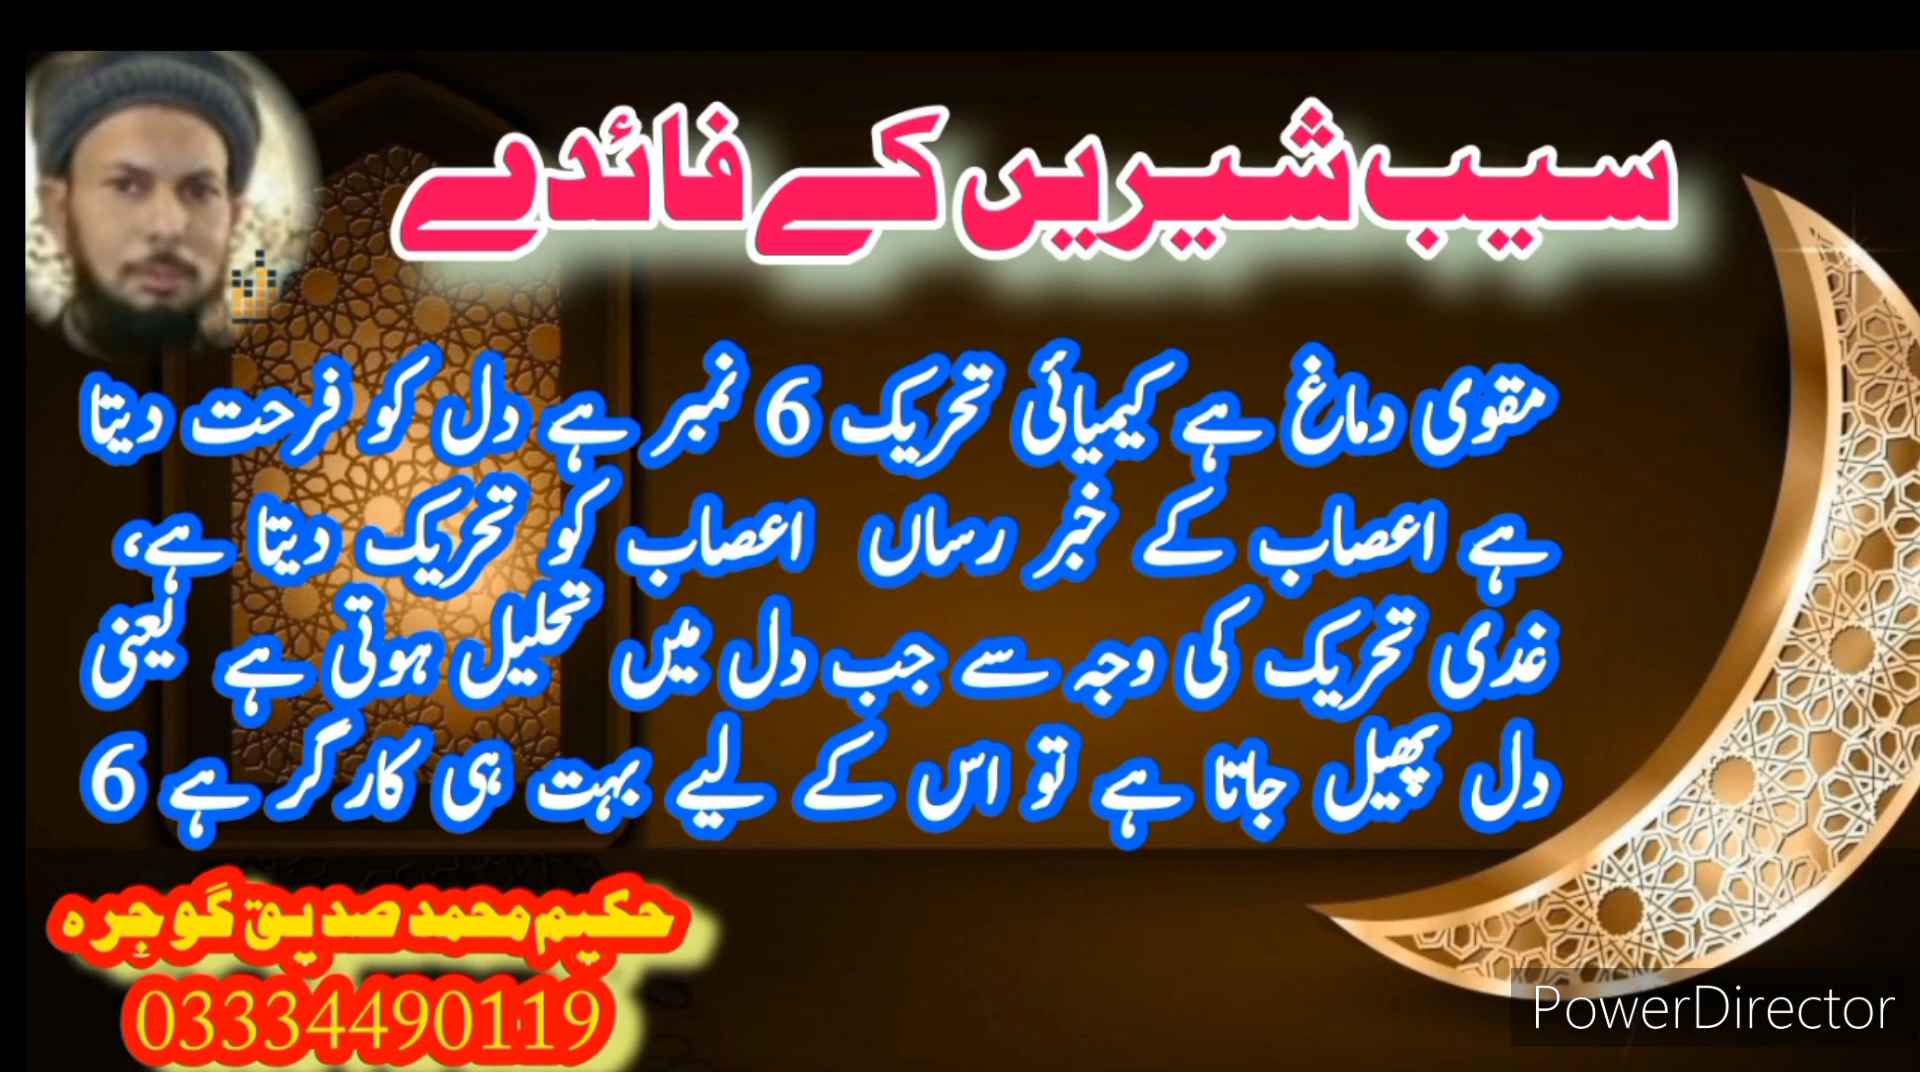 سیب شیریں کے فائدے
مقوی دماغ ہے کیمیائی تحریک 6 نمبر ہے دل کو فرحت دیتا
ہے اعصاب کے خبر رساں اعصاب کو تحریک دیتا ہے،
غدی تحریک کی وجہ سے جب دل میں تحلیل ہوتی ہے یعنی
دل پھیل جاتا ہے تو اس کے لیے بہت ہی کارگر ہے 6
حکیم محمد صدیق گوجرہ
03334490119
PowerDirector